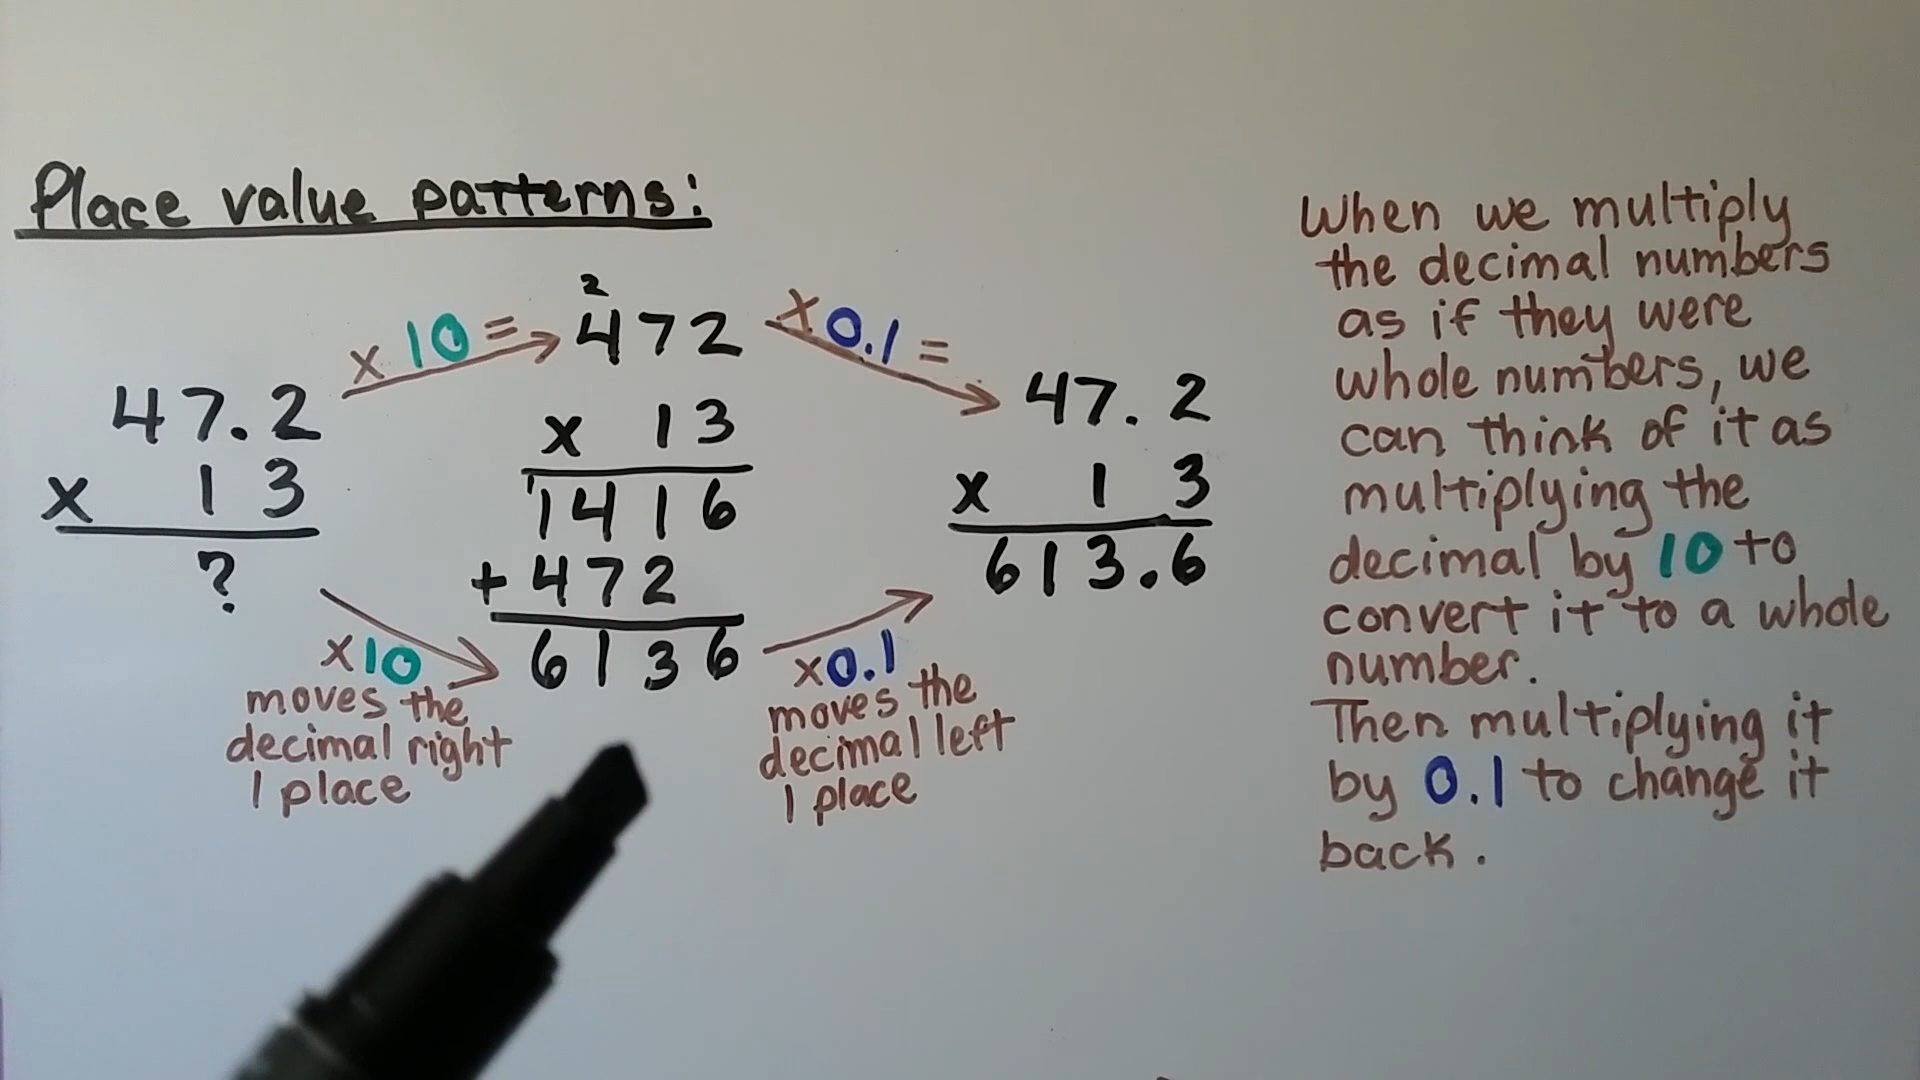 Place value patterns:
47.2
x 13
?
x 10 =
2
472
x 13
1
1416
+ 472
6136
x 0.1 =
47.2
x 13
613.6
x10
moves the
decimal right
1 place
x0.1
moves the
decimal left
1 place
When we multiply
the decimal numbers
as if they were
whole numbers, we
can think of it as
multiplying the
decimal by 10 to
convert it to a whole
number.
Then multiplying it
by 0.1 to change it
back.